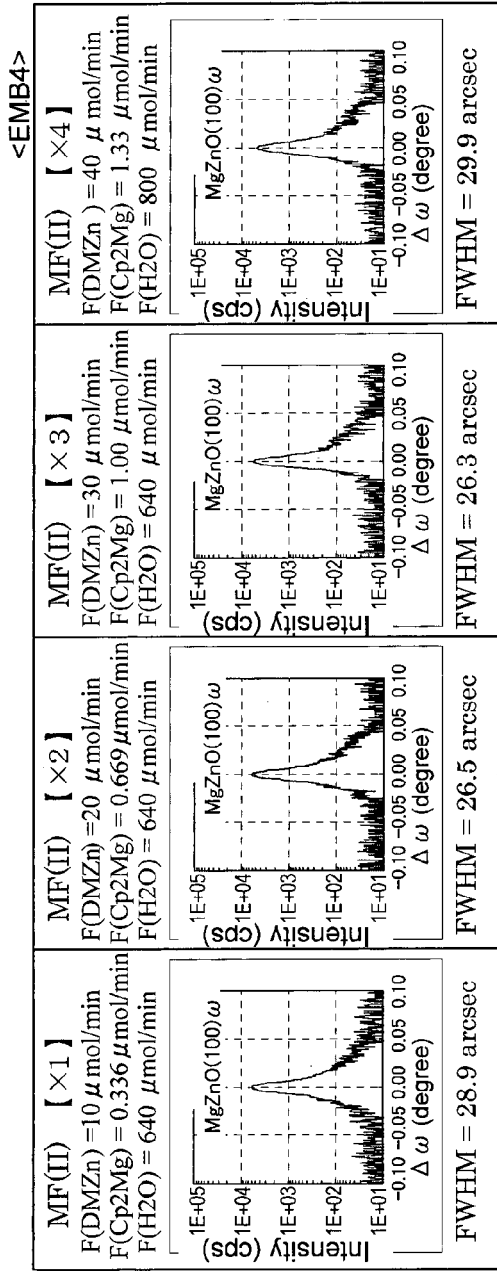 <EMB4>
MF(II) 【×1】
F(DMZn) =10 μ mol/min
F(Cp2Mg) = 0.336 μmol/min
F(H2O) = 640 μmol/min
1E+05
1E+04
1E+03
1E+02
1E+01
Intensity (cps)
MgZnO(100)ω
-0.10 -0.05 0.00 0.05 0.10
Δ ω (degree)
FWHM = 28.9 arcsec
MF(II) 【×2】
F(DMZn) =20 μmol/min
F(Cp2Mg) = 0.669 μmol/min
F(H2O) = 640 μmol/min
1E+05
1E+04
1E+03
1E+02
1E+01
Intensity (cps)
MgZnO(100)ω
-0.10 -0.05 0.00 0.05 0.10
Δ ω (degree)
FWHM = 26.5 arcsec
MF(II) 【×3】
F(DMZn) =30 μ mol/min
F(Cp2Mg) = 1.00 μmol/min
F(H2O) = 640 μ mol/min
1E+05
1E+04
1E+03
1E+02
1E+01
Intensity (cps)
MgZnO(100)ω
-0.10 -0.05 0.00 0.05 0.10
Δ ω (degree)
FWHM = 26.3 arcsec
MF(II) 【×4】
F(DMZn ) =40 μ mol/min
F(Cp2Mg) = 1.33 μmol/min
F(H2O) = 800 μmol/min
1E+05
1E+04
1E+03
1E+02
1E+01
Intensity (cps)
MgZnO(100)ω
-0.10 -0.05 0.00 0.05 0.10
Δ ω (degree)
FWHM = 29.9 arcsec